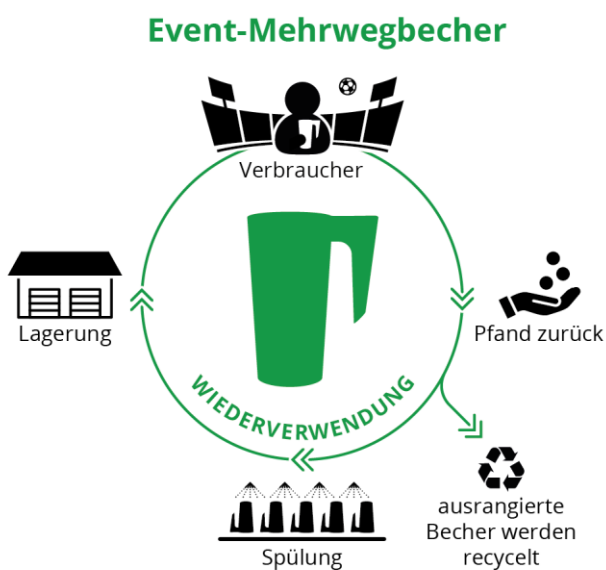 Event-Mehrwegbecher
Verbraucher
Lagerung
Pfand zurück
WIEDERVERWENDUNG
Spülung
ausrangierte
Becher werden
recycelt